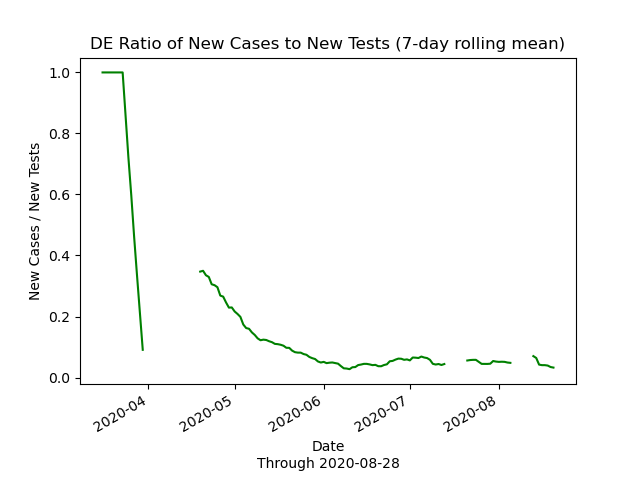 DE Ratio of New Cases to New Tests (7-day rolling mean)
New Cases / New Tests
1.0
0.8
0.6
0.4
0.2
0.0
2020-04
2020-05
2020-06
2020-07
2020-08
Date
Through 2020-08-28